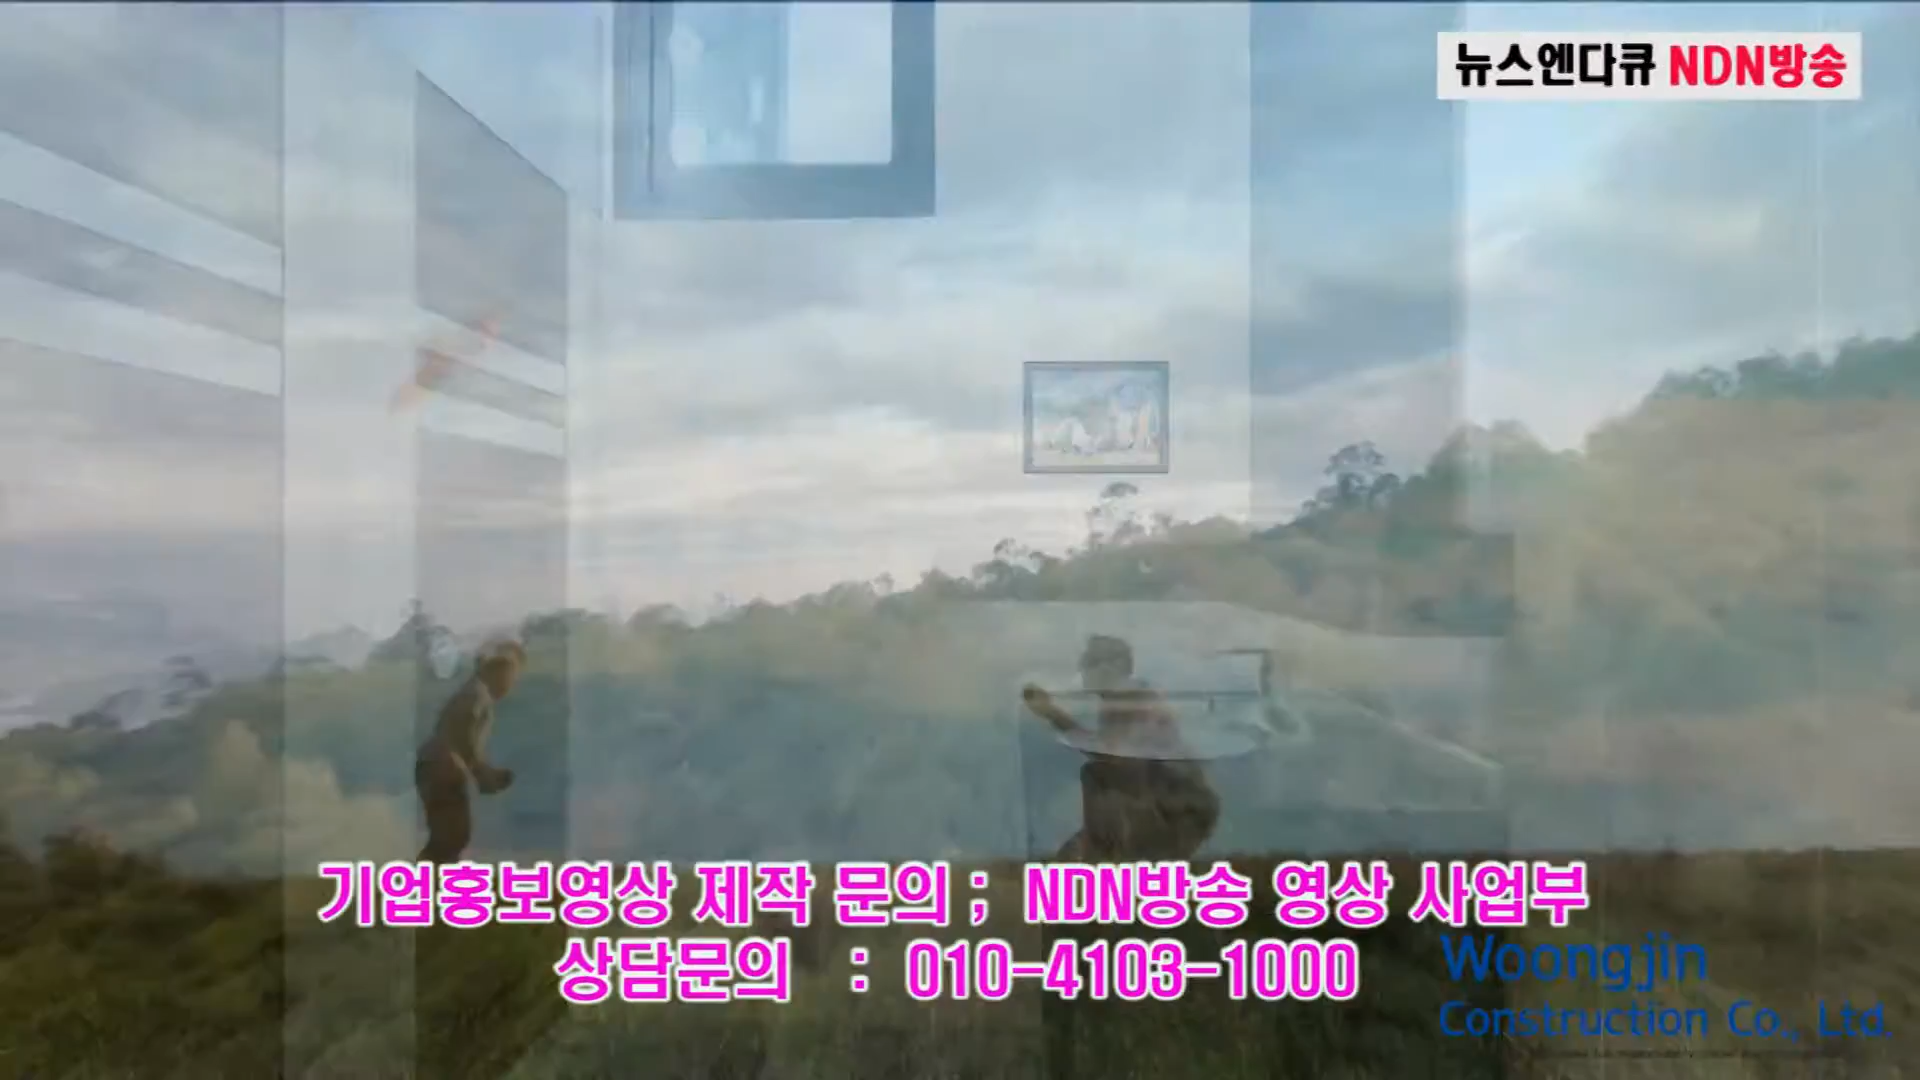 뉴스엔다큐 NDN방송
기업홍보영상 제작 문의 ; NDN방송 영상 사업부
상담문의 : 010-4103-1000
Woongjin
Construction Co., Ltd.